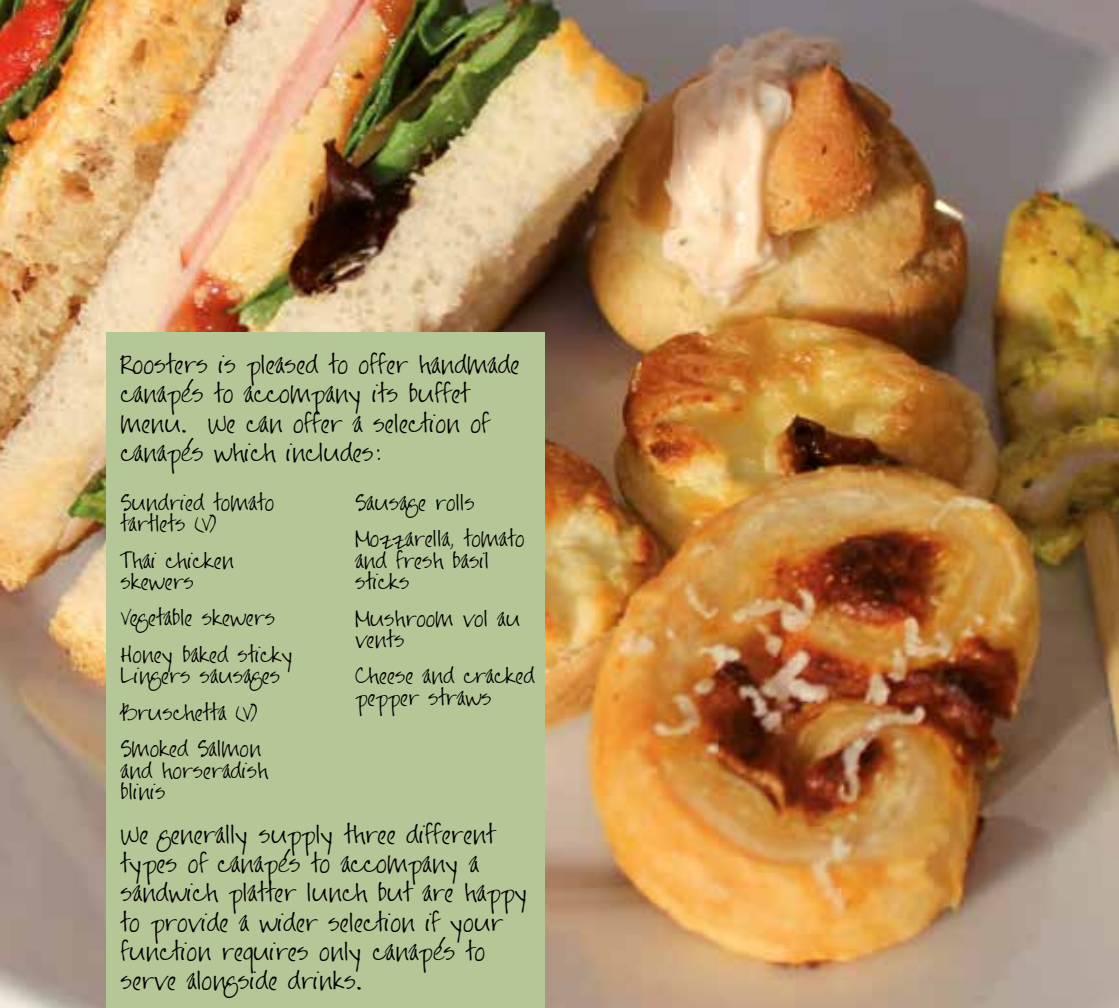 Roosters is pleased to offer handmade
canapés to accompany its buffet
menu.  We can offer a selection of
canapés which includes:
Sundried tomato
tartlets (V)
Thai chicken
skewers
Vegetable skewers
Honey baked sticky
Lingers sausages
Bruschetta (V)
Smoked Salmon
and horseradish
blinis
Sausage rolls
Mozzarella, tomato
and fresh basil
sticks
Mushroom vol au
vents
Cheese and cracked
pepper straws
We generally supply three different
types of canapés to accompany a
sandwich platter lunch but are happy
to provide a wider selection if your
function requires only canapés to
serve alongside drinks.